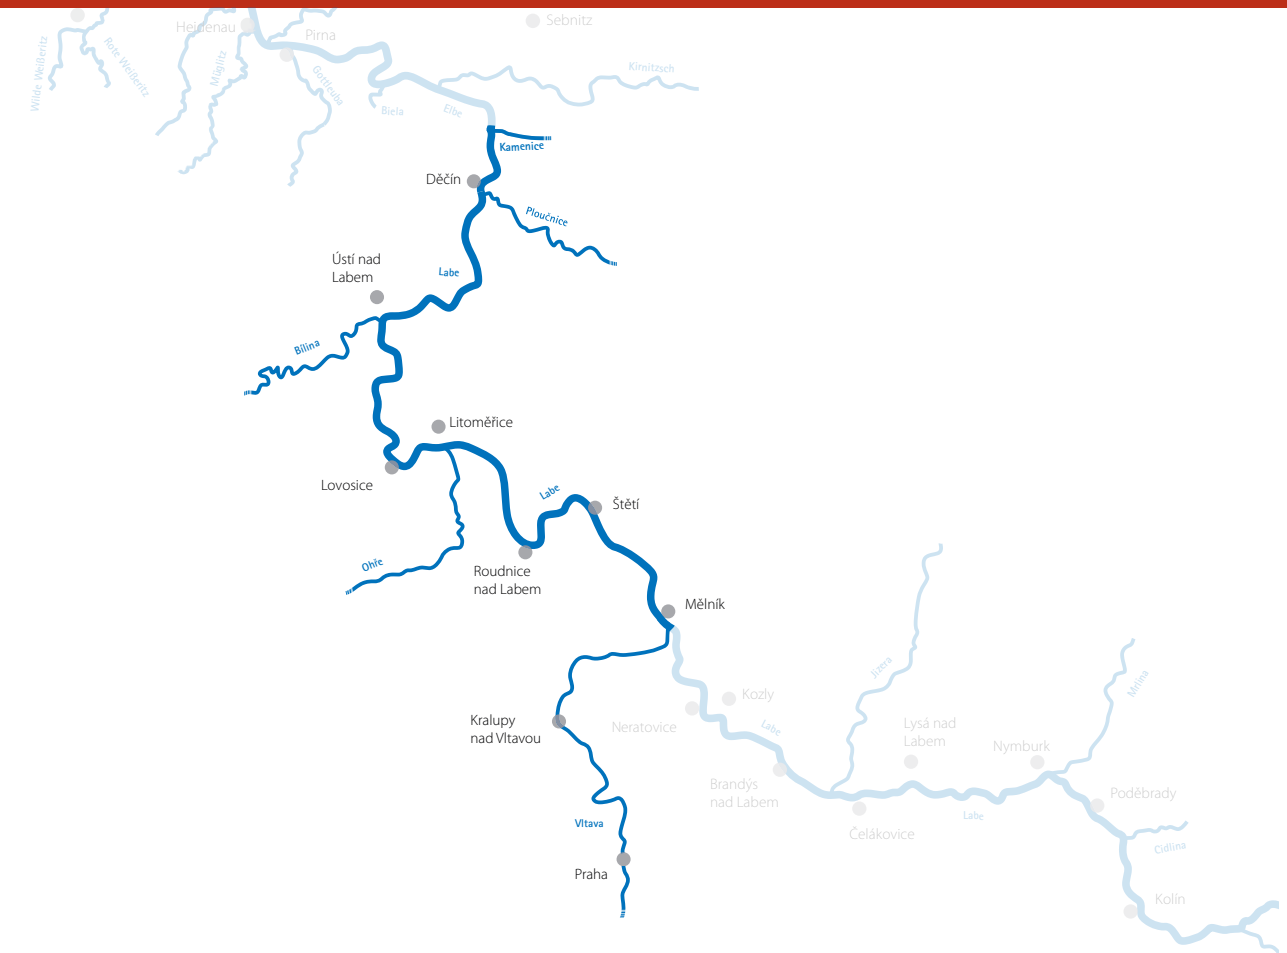 Sebnitz
Heidenau
Pirna
Wilde Weißeritz
Rote Weißeritz
Müglitz
Gottleuba
Kirnitzsch
Biela
Elbe
Kamenice
Děčín
Ploučnice
Ústí nad
Labem
Labe
Bílina
Litoměřice
Lovosice
Labe
Štětí
Ohře
Roudnice
nad Labem
Mělník
Jizera
Mrlina
Kozly
Neratovice
Labe
Kralupy
nad Vltavou
Lysá nad
Labem
Nymburk
Brandýs
nad Labem
Poděbrady
Labe
Vltava
Čelákovice
Cidlina
Praha
Kolín